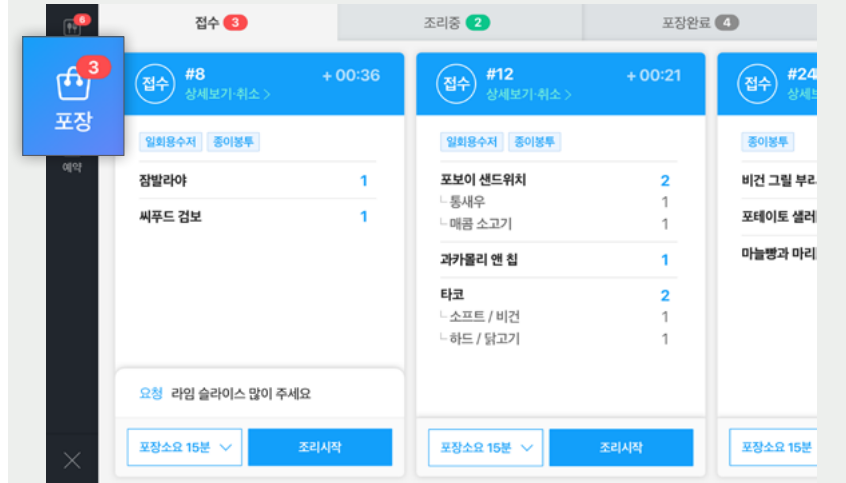 6
3
포장
예약
접수 3
조리중 2
포장완료 4
접수
#8
+ 00:36
상세보기·취소 >
일회용수저 종이봉투
잠발라야 1
씨푸드 검보 1
요청 라임 슬라이스 많이 주세요
포장소요 15분
조리시작
접수
#12
+ 00:21
상세보기·취소 >
일회용수저 종이봉투
포보이 샌드위치 2
└ 통새우 1
└ 매콤 소고기 1
과카몰리 앤 칩 1
타코 2
└ 소프트 / 비건 1
└ 하드 / 닭고기 1
포장소요 15분
조리시작
접수
#24
상세
종이봉투
비건 그릴
포테이토
마늘빵과
포장소요 15분